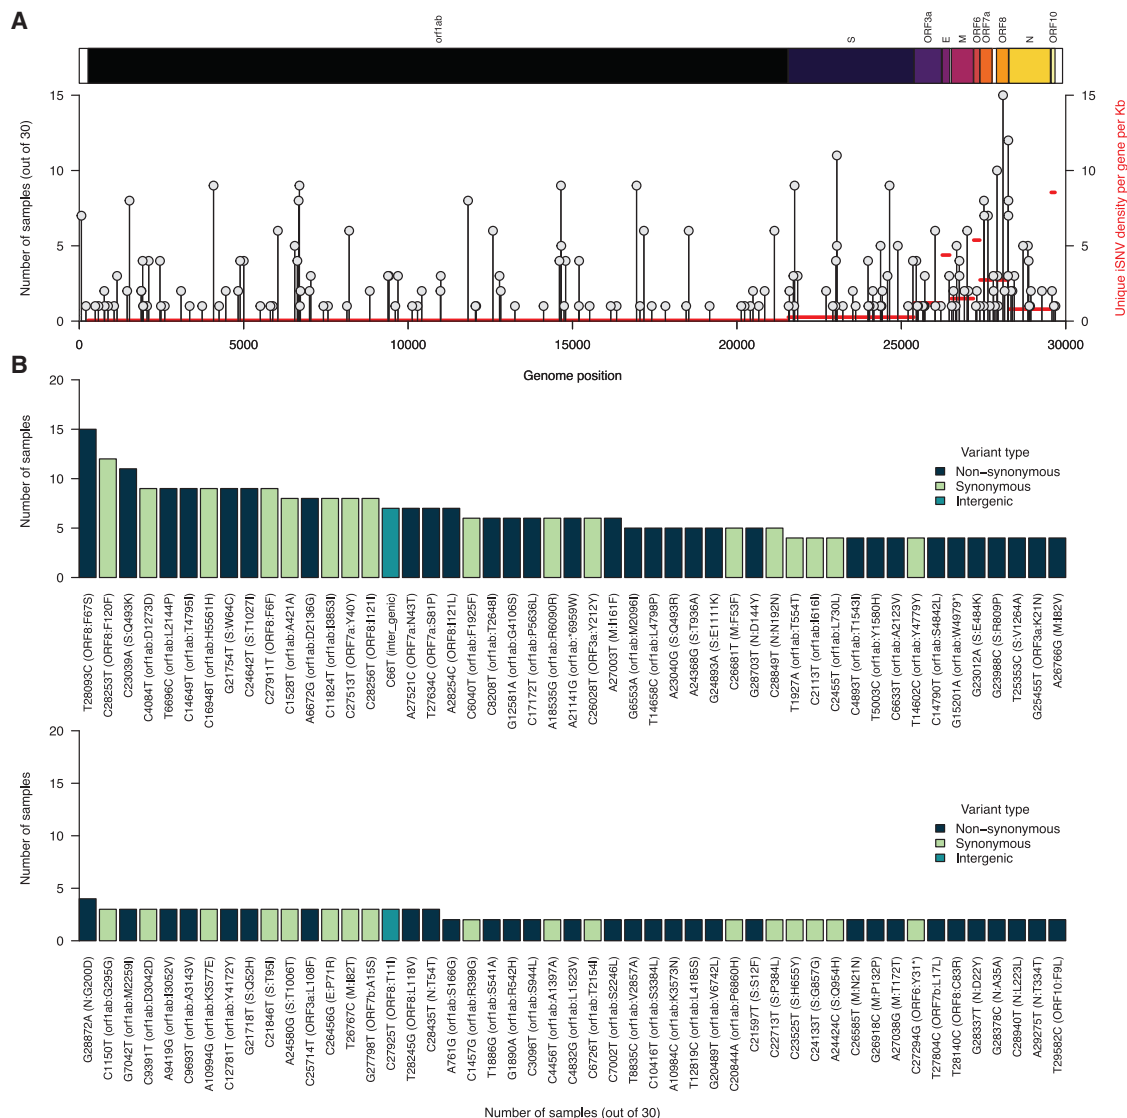 A
orf1ab
S
ORF3a
E
M
ORF6
ORF7a
ORF8
N
ORF10
Number of samples (out of 30)
15
10
5
0
15
10
5
0
Unique iSNV density per gene per Kb
0
5000
10000
15000
20000
25000
30000
Genome position
B
Number of samples
20
15
10
5
0
Variant type
Non−synonymous
Synonymous
Intergenic
T28093C (ORF8:F67S)
C28253T (ORF8:F120F)
C23039A (S:Q493K)
C4084T (orf1ab:D1273D)
T6696C (orf1ab:L2144P)
C14649T (orf1ab:T4795I)
C16948T (orf1ab:H5561H)
G21754T (S:W64C)
C24642T (S:T1027I)
C27911T (ORF8:F6F)
C1528T (orf1ab:A421A)
A6672G (orf1ab:D2136G)
C11824T (orf1ab:I3853I)
C27513T (ORF7a:Y40Y)
C28256T (ORF8:I121I)
C66T (inter_genic)
A27521C (ORF7a:N43T)
T27634C (ORF7a:S81P)
A28254C (ORF8:I121L)
C6040T (orf1ab:F1925F)
C8208T (orf1ab:T2648I)
G12581A (orf1ab:G4106S)
C17172T (orf1ab:P5636L)
A18535G (orf1ab:R6090R)
A21141G (orf1ab:*6959W)
C26028T (ORF3a:Y212Y)
A27003T (M:I161F)
G6553A (orf1ab:M2096I)
T14658C (orf1ab:L4798P)
A23040G (S:Q493R)
A24368G (S:T936A)
G24893A (S:E1111K)
C26681T (M:F53F)
G28703T (N:D144Y)
C28849T (N:N192N)
T1927A (orf1ab:T554T)
C2113T (orf1ab:I616I)
C2455T (orf1ab:L730L)
C4893T (orf1ab:T1543I)
T5003C (orf1ab:Y1580H)
C6633T (orf1ab:A2123V)
T14602C (orf1ab:Y4779Y)
C14790T (orf1ab:S4842L)
G15201A (orf1ab:W4979*)
G23012A (S:E484K)
G23988C (S:R809P)
T25353C (S:V1264A)
G25455T (ORF3a:K21N)
A26766G (M:I82V)
Number of samples
20
15
10
5
0
Variant type
Non−synonymous
Synonymous
Intergenic
G28872A (N:G200D)
C1150T (orf1ab:G295G)
G7042T (orf1ab:M2259I)
C9391T (orf1ab:D3042D)
A9419G (orf1ab:I3052V)
C9693T (orf1ab:A3143V)
A10994G (orf1ab:K3577E)
C12781T (orf1ab:Y4172Y)
G21718T (S:Q52H)
C21846T (S:T95I)
A24580G (S:T1006T)
C25714T (ORF3a:L108F)
C26456G (E:P71R)
T26767C (M:I82T)
G27798T (ORF7b:A15S)
C27925T (ORF8:T11I)
T28245G (ORF8:L118V)
C28435T (N:T54T)
A761G (orf1ab:S166G)
C1457G (orf1ab:R398G)
T1886G (orf1ab:S541A)
G1890A (orf1ab:R542H)
C3096T (orf1ab:S944L)
C4456T (orf1ab:A1397A)
C4832G (orf1ab:L1523V)
C6726T (orf1ab:T2154I)
C7002T (orf1ab:S2246L)
T8835C (orf1ab:V2857A)
C10416T (orf1ab:S3384L)
A10984C (orf1ab:K3573N)
T12819C (orf1ab:L4185S)
G20489T (orf1ab:V6742L)
C20844A (orf1ab:P6860H)
C21597T (S:S12F)
C22713T (S:P384L)
C23525T (S:H655Y)
C24133T (S:G857G)
A24424C (S:Q954H)
C26585T (M:N21N)
G26918C (M:P132P)
A27038G (M:T172T)
C27294G (ORF6:Y31*)
T27804C (ORF7b:L17L)
T28140C (ORF8:C83R)
G28337T (N:D22Y)
G28378C (N:A35A)
C28940T (N:L223L)
A29275T (N:T334T)
T29582C (ORF10:F9L)
Number of samples (out of 30)